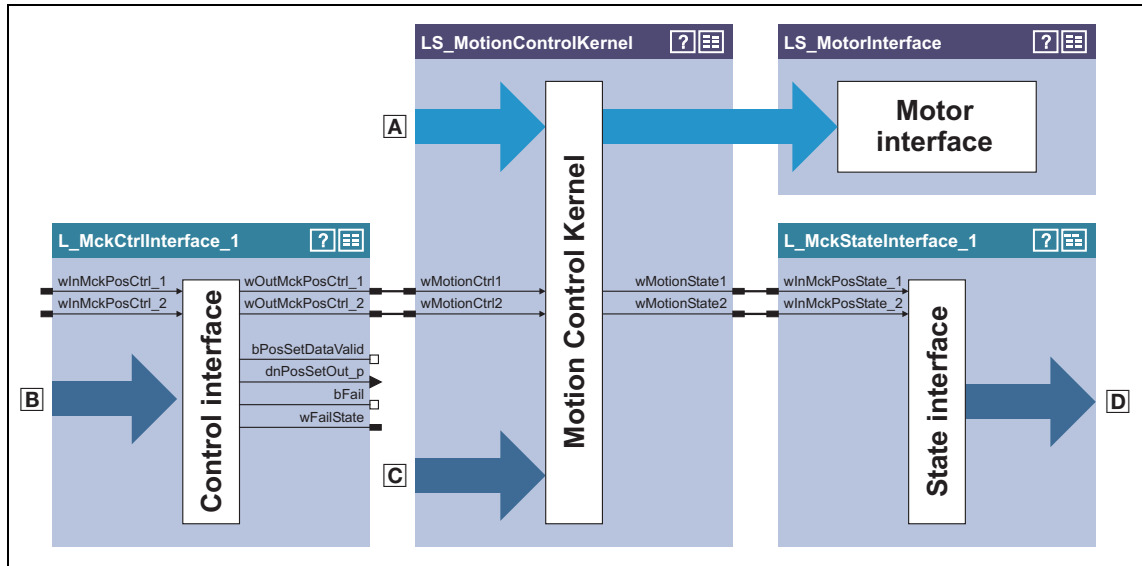 LS_MotionControlKernel
?
LS_MotorInterface
?
A
Motor
interface
Motion Control Kernel
L_MckCtrlInterface_1
?
L_MckStateInterface_1
?
wInMckPosCtrl_1
wOutMckPosCtrl_1
wMotionCtrl1
wMotionState1
wInMckPosState_1
wInMckPosCtrl_2
wOutMckPosCtrl_2
wMotionCtrl2
wMotionState2
wInMckPosState_2
Control interface
bPosSetDataValid
dnPosSetOut_p
bFail
wFailState
B
C
State interface
D